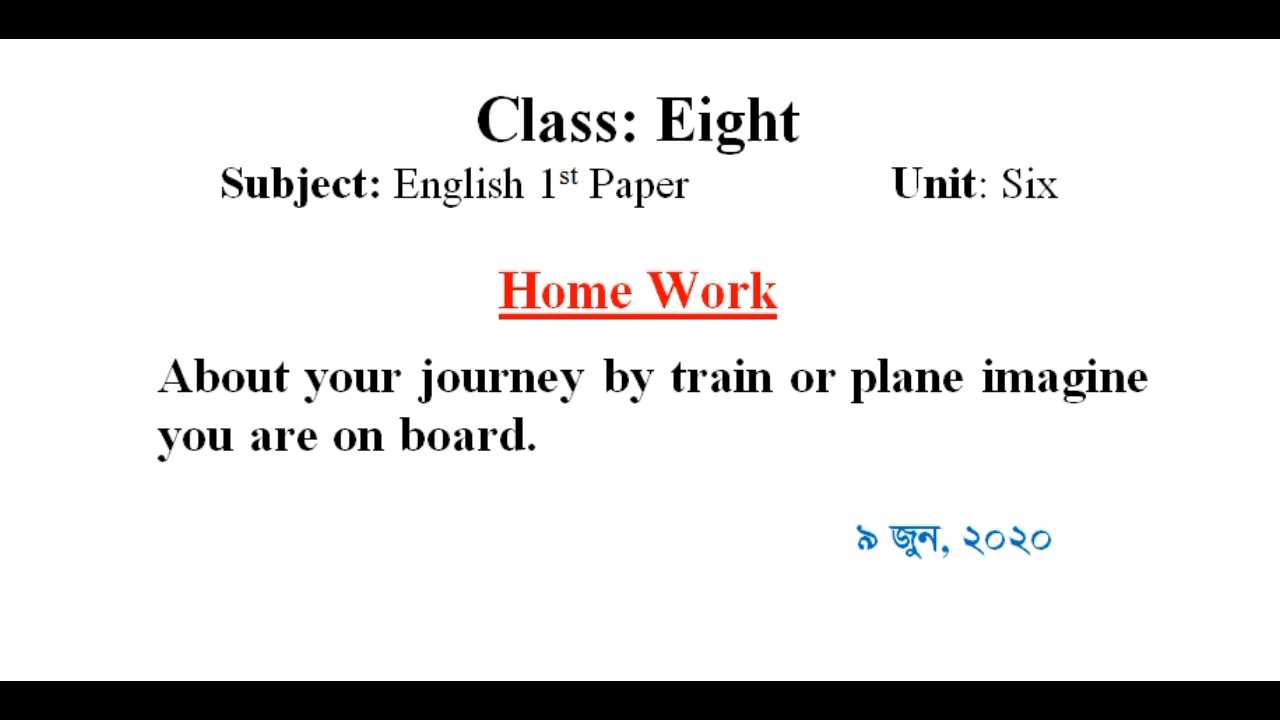 Class: Eight
Subject: English 1st Paper Unit: Six
Home Work
About your journey by train or plane imagine
you are on board.
৯ জুন, ২০২০